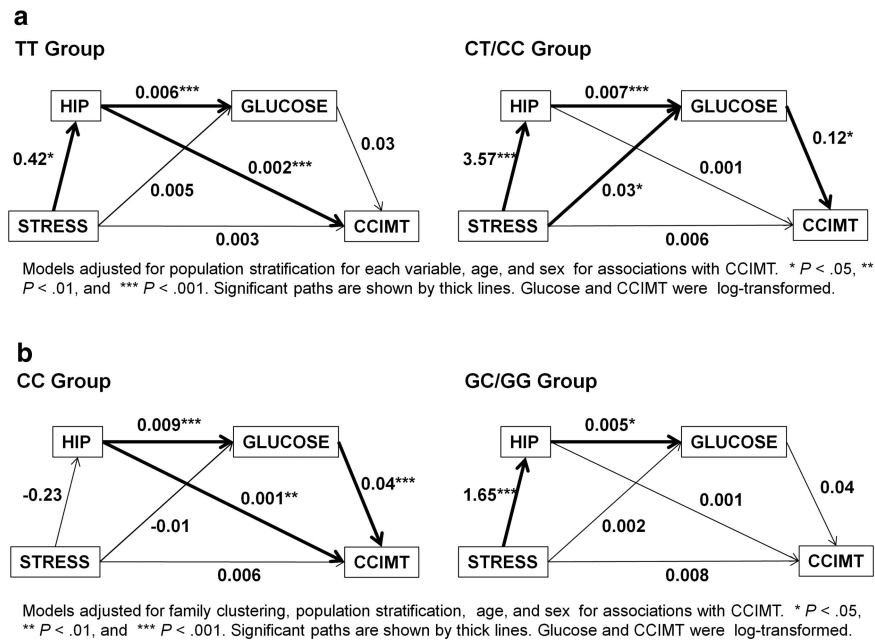 a
TT Group
CT/CC Group
0.006***
0.007***
HIP
GLUCOSE
HIP
GLUCOSE
0.42*
0.03
3.57***
0.12*
0.002***
0.001
0.005
0.03*
STRESS
CCIMT
STRESS
CCIMT
0.003
0.006
Models adjusted for population stratification for each variable, age, and sex for associations with CCIMT. * P < .05, **
P < .01, and *** P < .001. Significant paths are shown by thick lines. Glucose and CCIMT were log-transformed.
b
CC Group
GC/GG Group
0.009***
0.005*
HIP
GLUCOSE
HIP
GLUCOSE
-0.23
0.04***
1.65***
0.04
0.001**
0.001
-0.01
0.002
STRESS
CCIMT
STRESS
CCIMT
0.006
0.008
Models adjusted for family clustering, population stratification, age, and sex for associations with CCIMT. * P < .05,
** P < .01, and *** P < .001. Significant paths are shown by thick lines. Glucose and CCIMT were log-transformed.